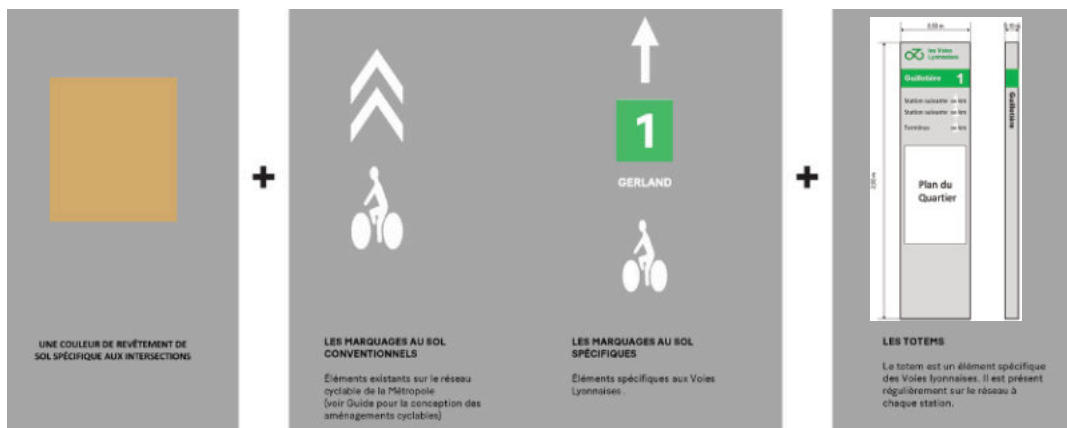 UNE COULEUR DE REVÊTEMENT DE
SOL SPÉCIFIQUE AUX INTERSECTIONS
+
LES MARQUAGES AU SOL
CONVENTIONNELS
Éléments existants sur le réseau
cyclable de la Métropole
(voir Guide pour la conception des
aménagements cyclables)
1
GERLAND
LES MARQUAGES AU SOL
SPÉCIFIQUES
Éléments spécifiques aux Voies
Lyonnaises .
+
les Voies
Lyonnaises
Guillotière 1
Station suivante
Station suivante
Terminus
Plan du
Quartier
Guillotière
LES TOTEMS
Le totem est un élément spécifique
des Voies lyonnaises. Il est présent
régulièrement sur le réseau à
chaque station.